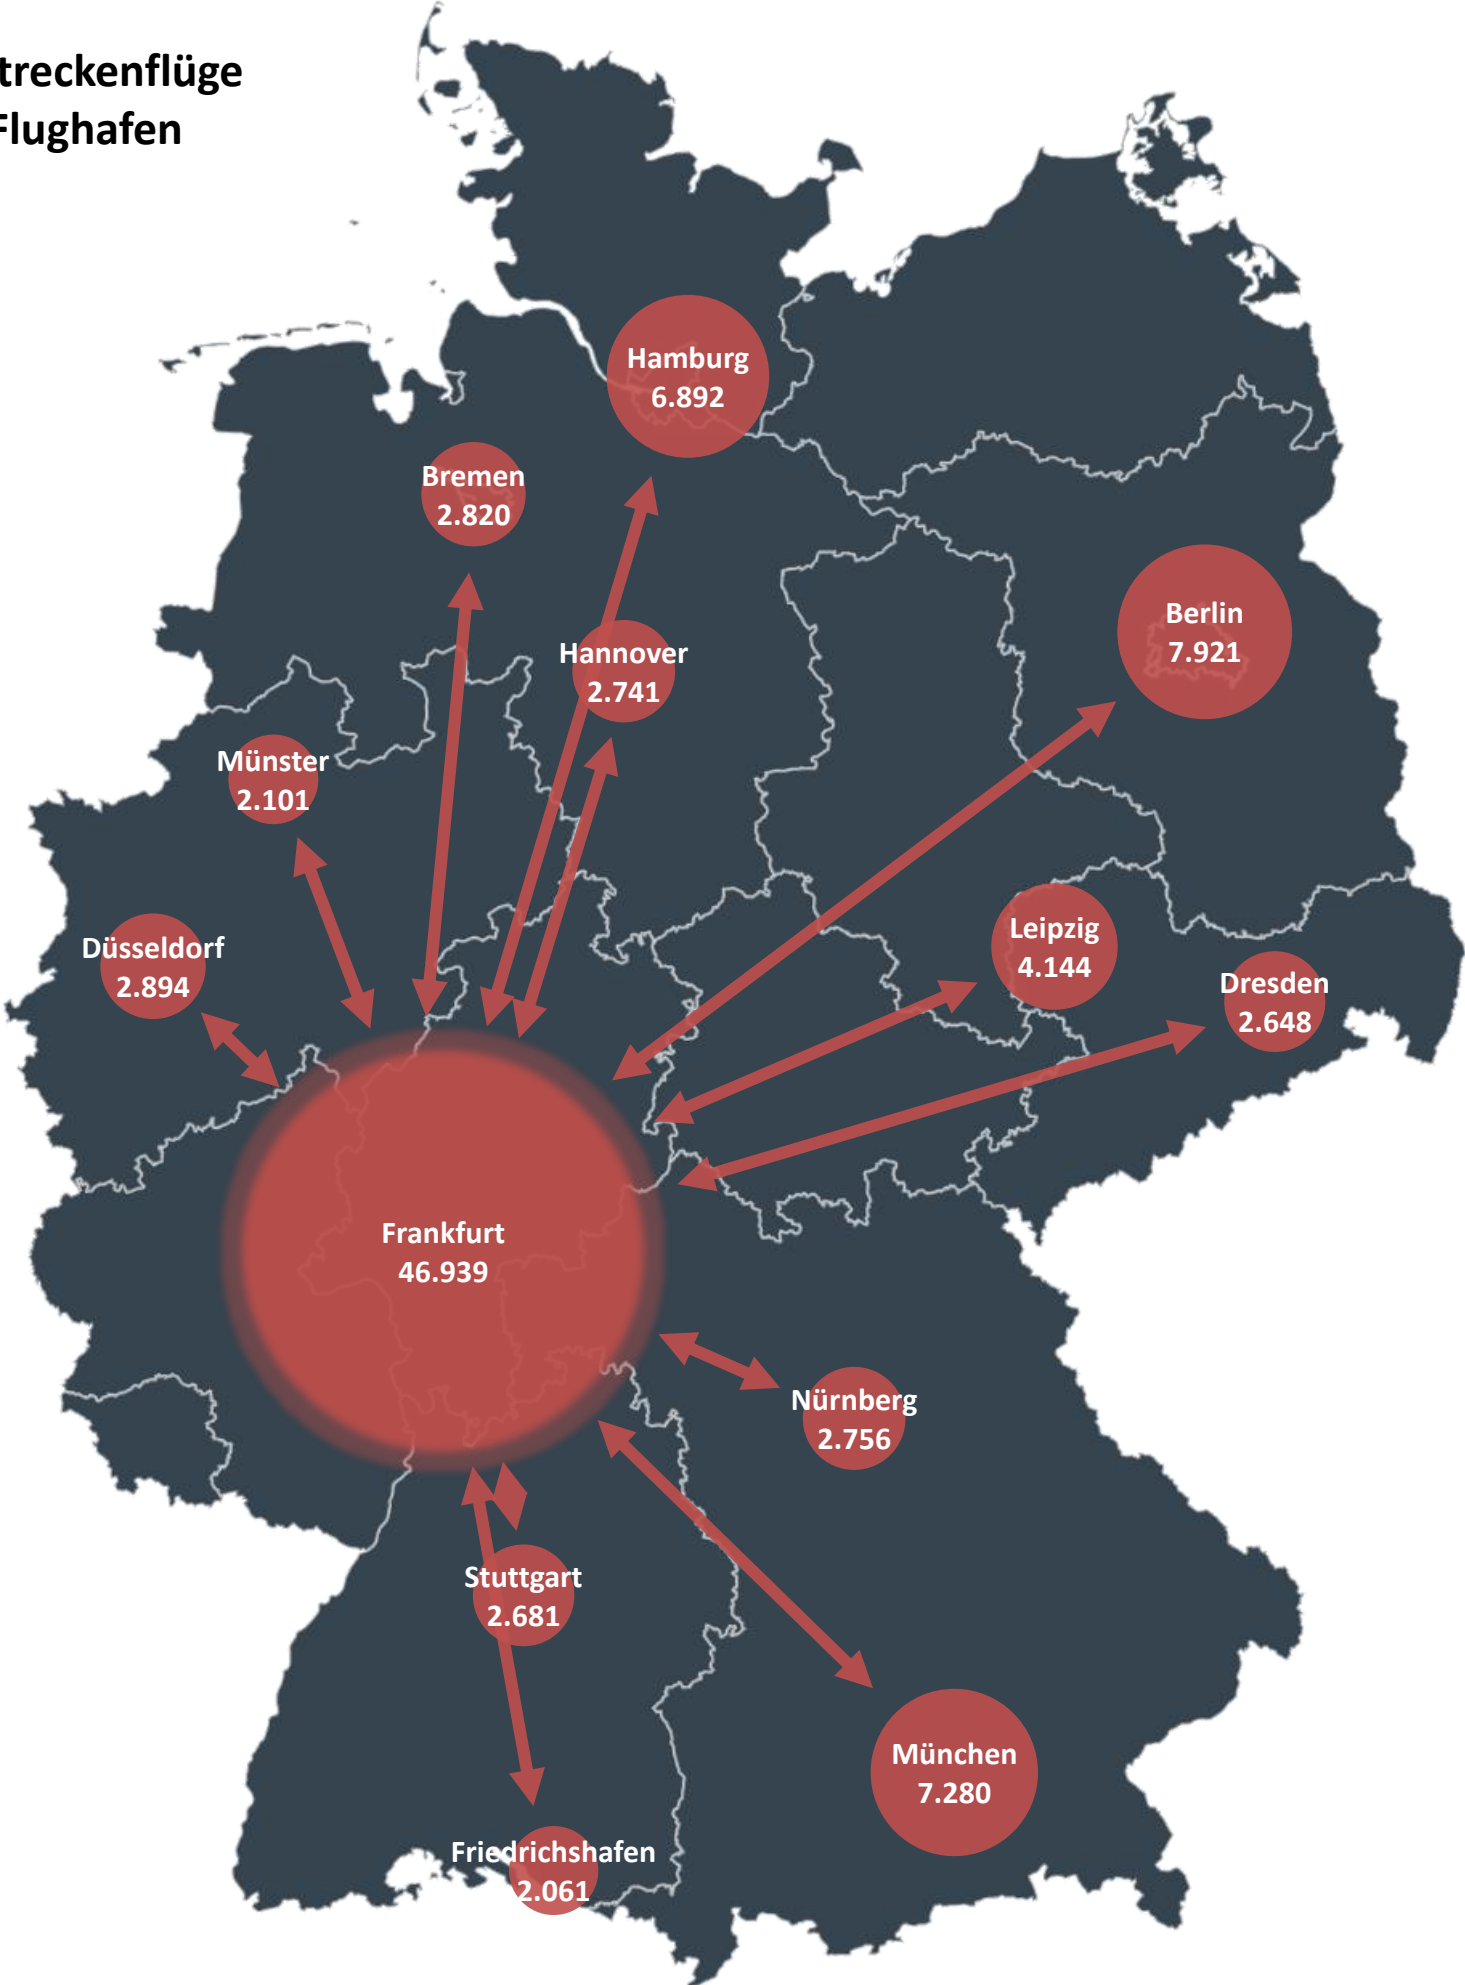 treckenflüge
Flughafen
Hamburg
6.892
Bremen
2.820
Berlin
7.921
Hannover
2.741
Münster
2.101
Düsseldorf
2.894
Leipzig
4.144
Dresden
2.648
Frankfurt
46.939
Nürnberg
2.756
Stuttgart
2.681
München
7.280
Friedrichshafen
2.061